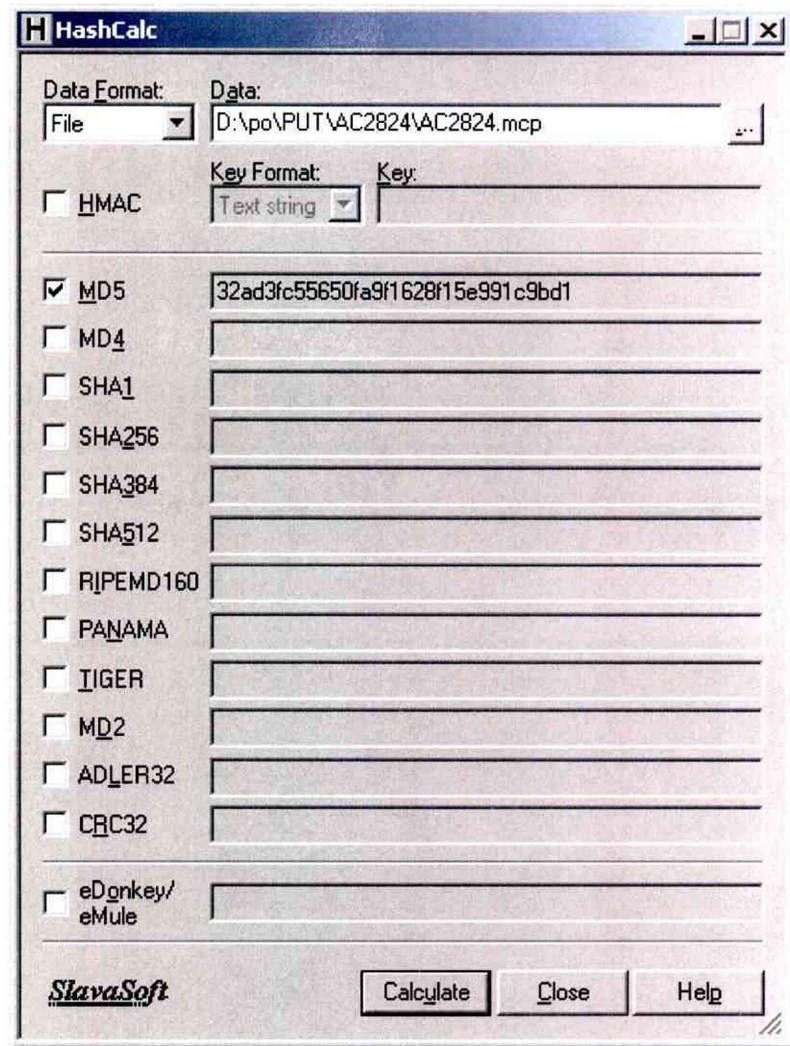 HashCalc
Data Format: Data:
File D:\po\PUT\AC2824\AC2824.mcp ...
Key Format: Key:
HMAC Text string
MD5 32ad3fc55650fa9f1628f15e991c9bd1
MD4
SHA1
SHA256
SHA384
SHA512
RIPEMD160
PANAMA
TIGER
MD2
ADLER32
CRC32
eDonkey/
eMule
SlavaSoft Calculate Close Help